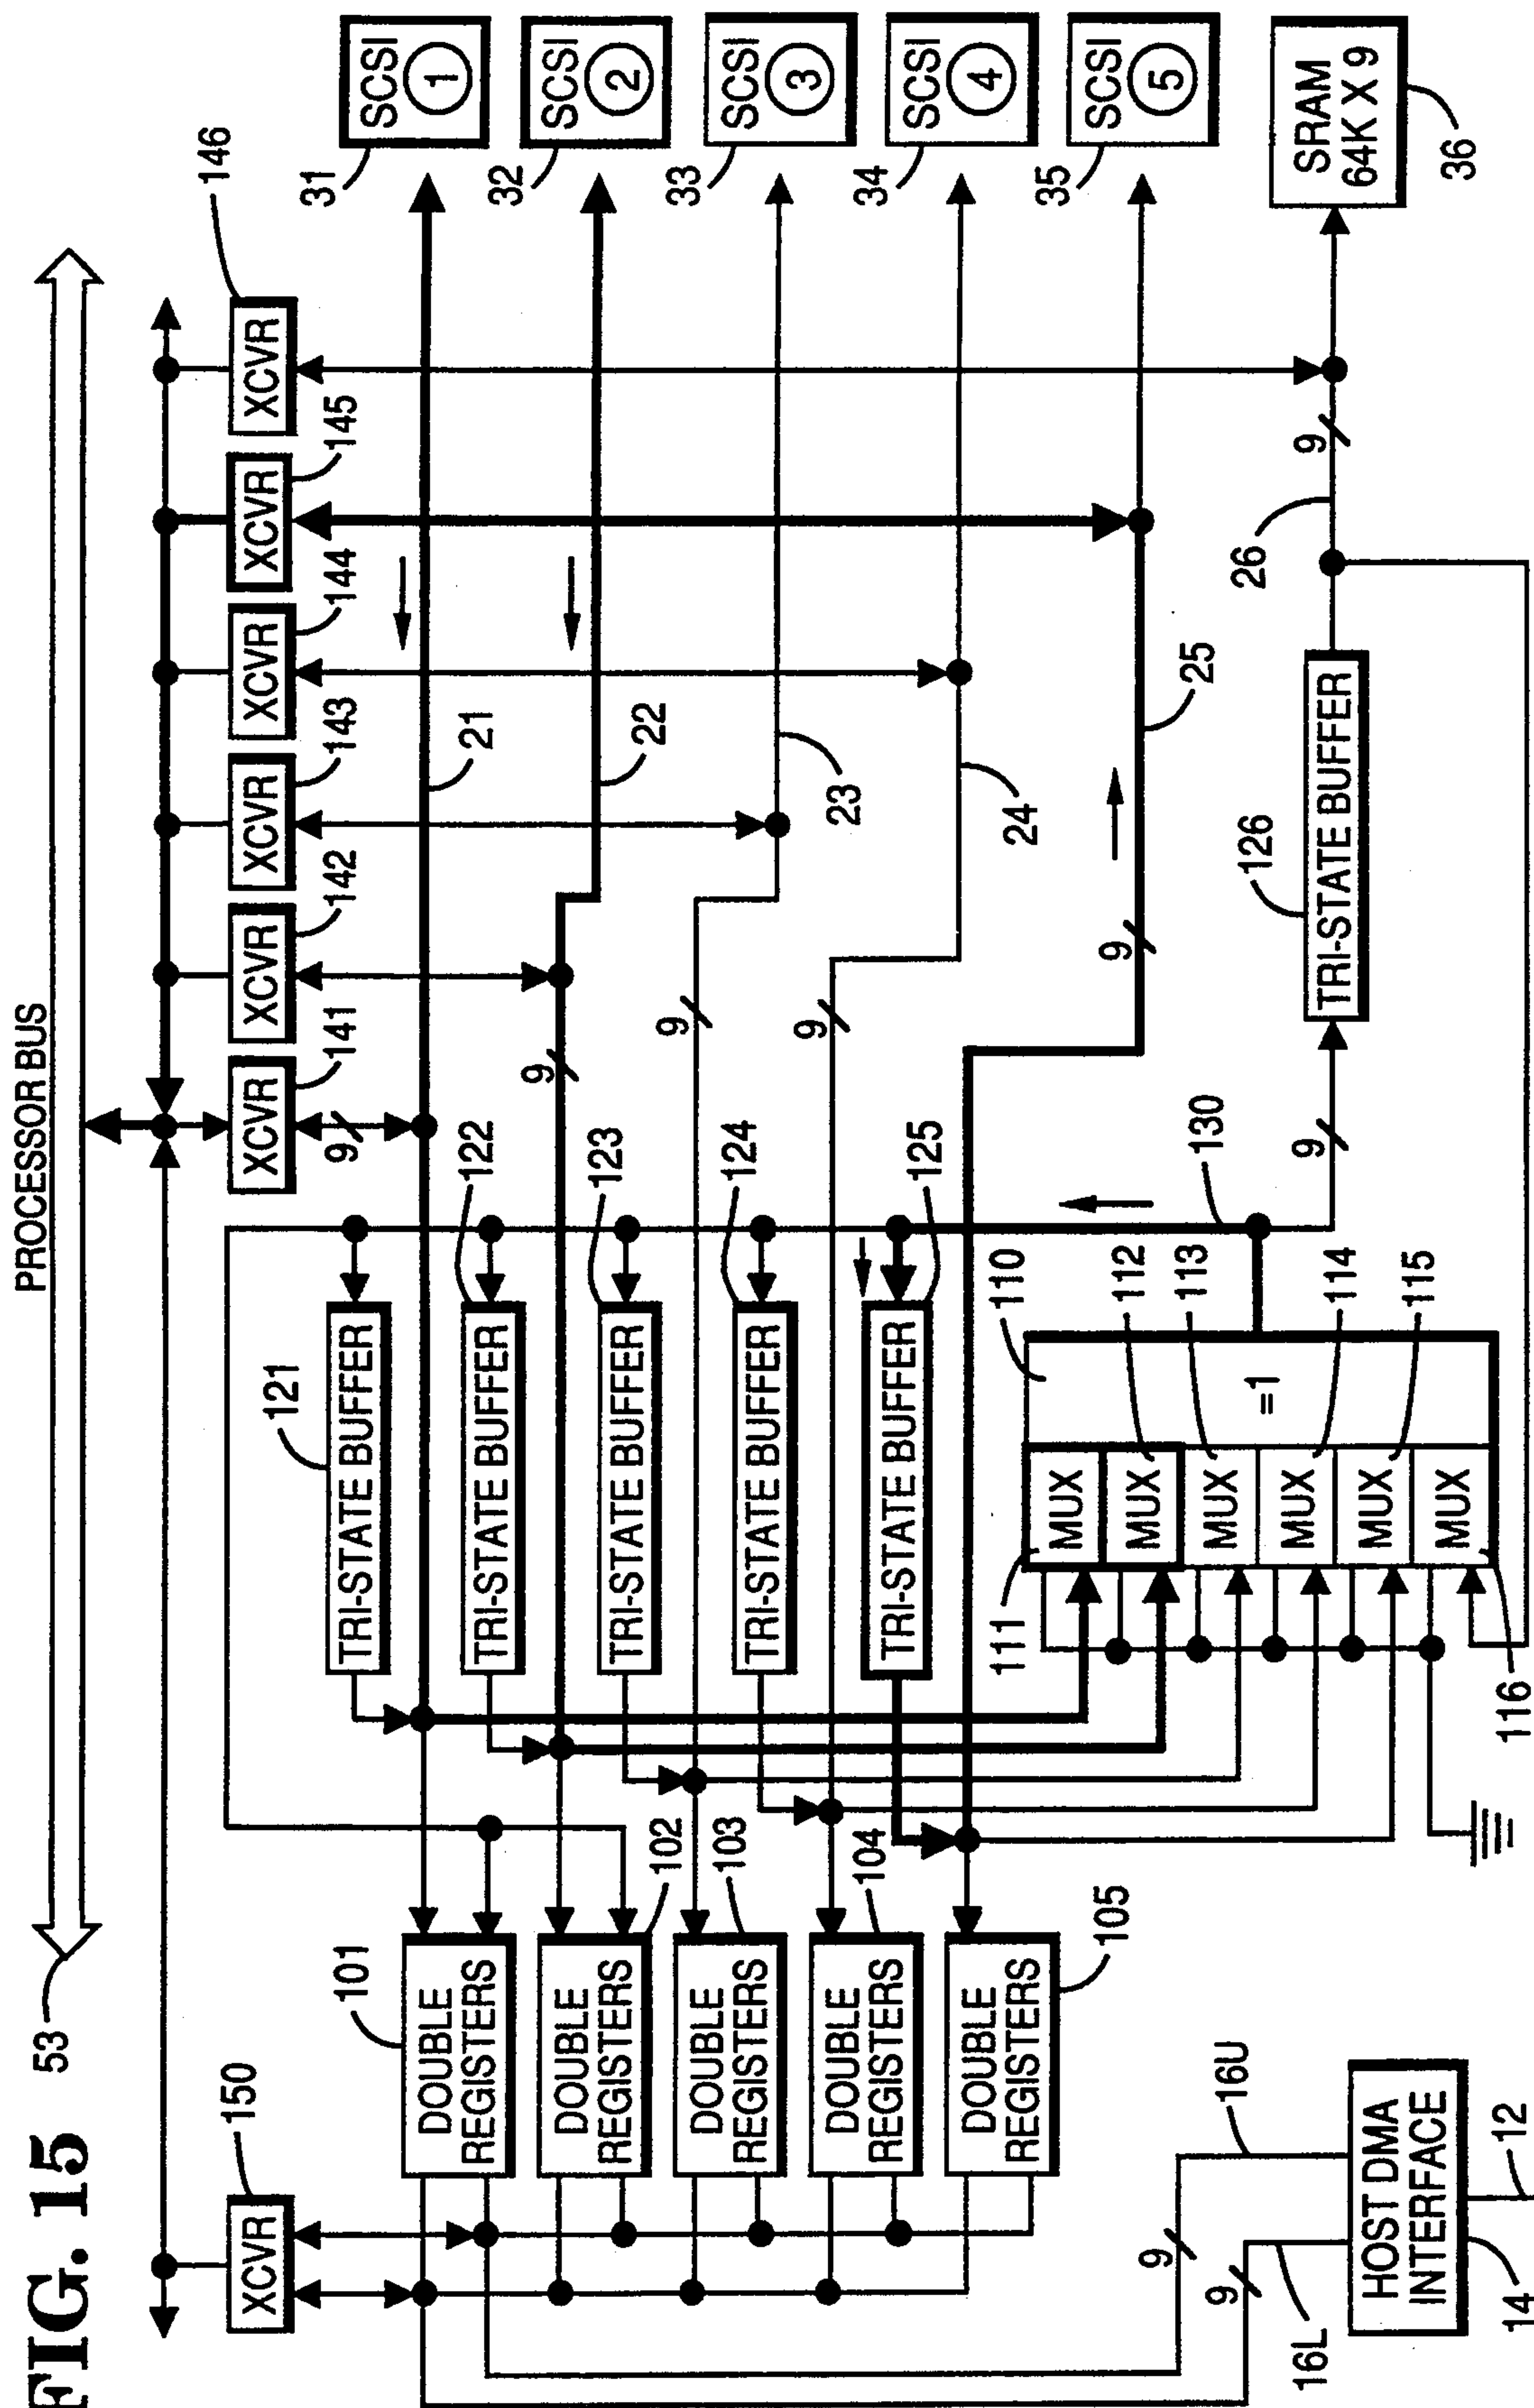 FIG. 15
PROCESSOR BUS
53
150
XCVR
141
XCVR
142
XCVR
143
XCVR
144
XCVR
145
XCVR
146
XCVR
9
SCSI
1
31
SCSI
2
32
SCSI
3
33
SCSI
4
34
SCSI
5
35
SRAM
64K X 9
36
21
22
23
24
25
26
9
9
9
9
9
9
121
TRI-STATE BUFFER
122
TRI-STATE BUFFER
123
TRI-STATE BUFFER
124
TRI-STATE BUFFER
125
TRI-STATE BUFFER
126
TRI-STATE BUFFER
130
101
DOUBLE
REGISTERS
102
DOUBLE
REGISTERS
103
DOUBLE
REGISTERS
104
DOUBLE
REGISTERS
105
DOUBLE
REGISTERS
110
=1
111
MUX
112
MUX
113
MUX
114
MUX
115
MUX
116
MUX
16U
9
16L
9
HOST DMA
INTERFACE
14
12